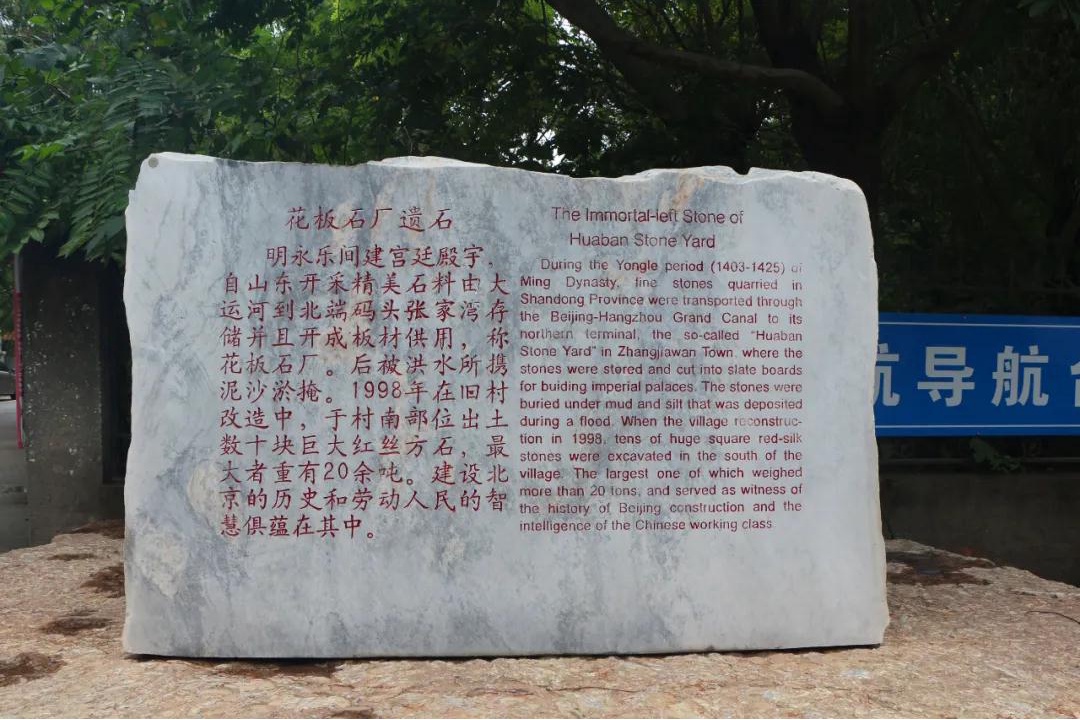 花板石厂遗石
明永乐间建宫廷殿宇，
自山东开采精美石料由大
运河到北端码头张家湾存
储并且开成板材供用，称
花板石厂。后被洪水所携
泥沙淤掩。1998年在旧村
改造中，于村南部位出土
数十块巨大红丝方石，最
大者重有20余吨。建设北
京的历史和劳动人民的智
慧俱蕴在其中。
The Immortal-left Stone of
Huaban Stone Yard
During the Yongle period (1403-1425) of
Ming Dynasty, fine stones quarried in
Shandong Province were transported through
the Beijing-Hangzhou Grand Canal to its
northern terminal, the so-called "Huaban
Stone Yard" in Zhangjiawan Town, where the
stones were stored and cut into slate boards
for buiding imperial palaces. The stones were
buried under mud and silt that was deposited
during a flood. When the village reconstruc-
tion in 1998, tens of huge square red-silk
stones were excavated in the south of the
village. The largest one of which weighed
more than 20 tons, and served as witness of
the history of Beijing construction and the
intelligence of the Chinese working class.
航导航台